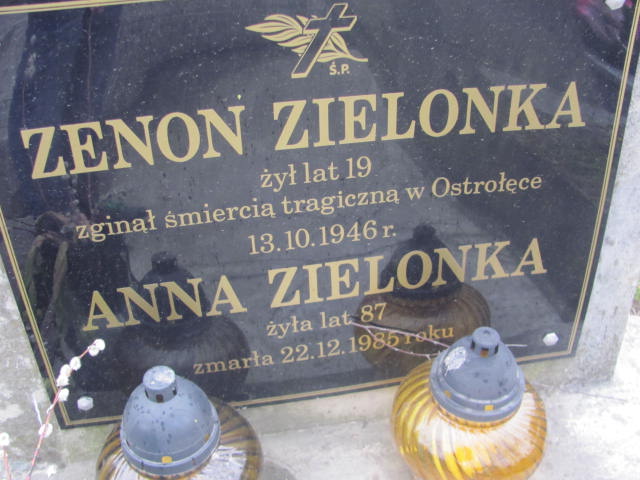 Ś.P.
ZENON ZIELONKA
żył lat 19
zginął śmiercią tragiczną w Ostrołęce
13.10.1946 r.
ANNA ZIELONKA
żyła lat 87
zmarła 22.12.1985 roku